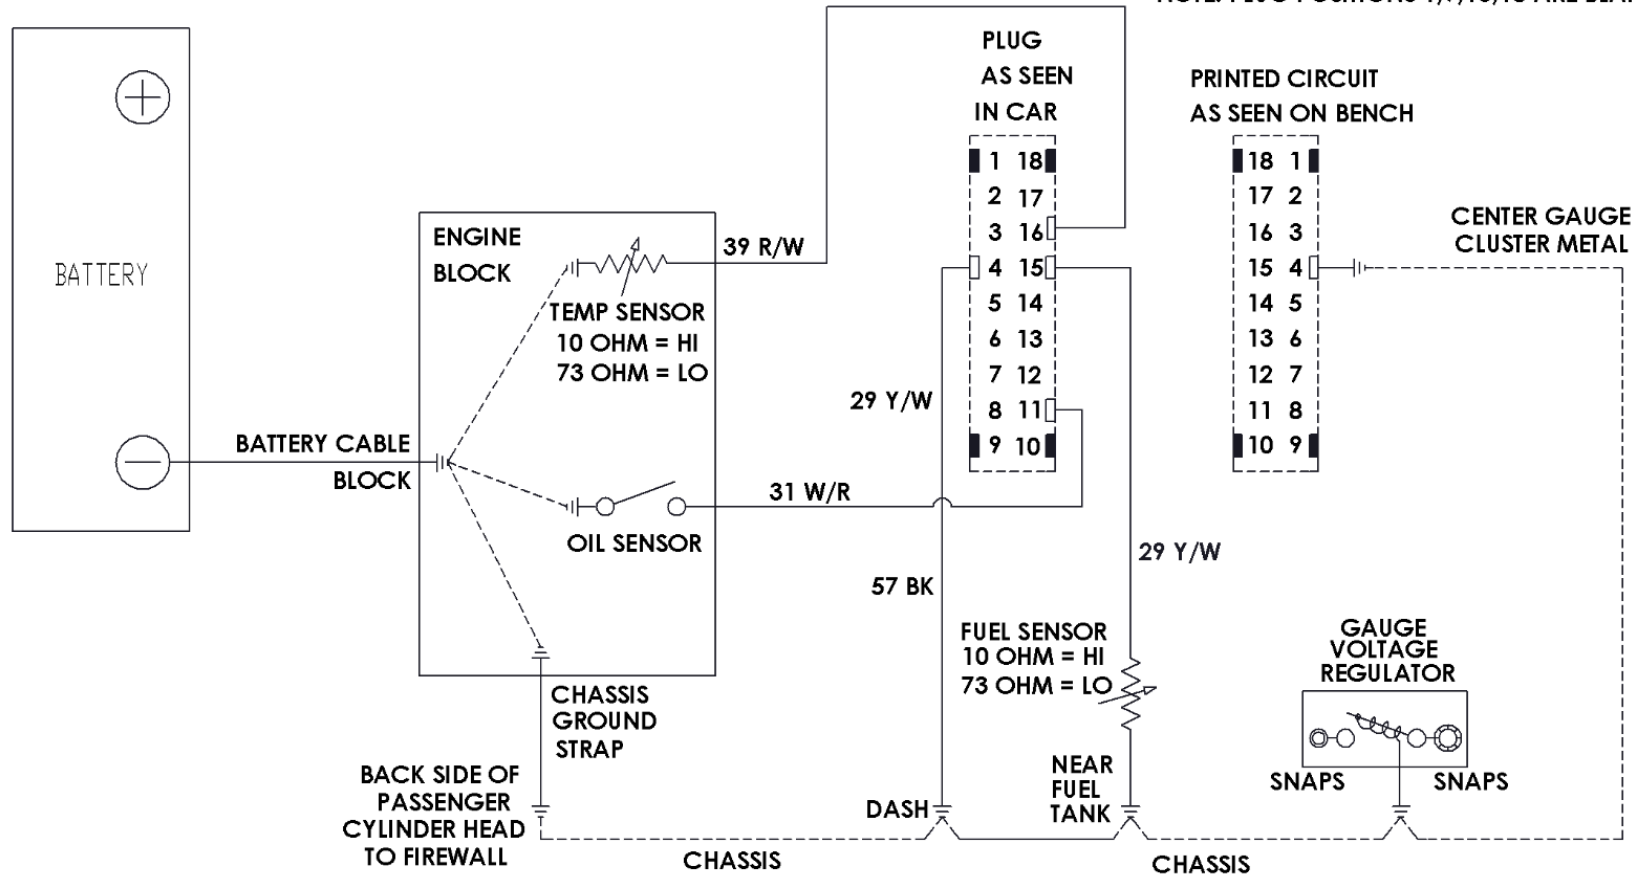 PLUG
AS SEEN
IN CAR
PRINTED CIRCUIT
AS SEEN ON BENCH
1 18
2 17
3 16
4 15
5 14
6 13
7 12
8 11
9 10
18 1
17 2
16 3
15 4
14 5
13 6
12 7
11 8
10 9
CENTER GAUGE
CLUSTER METAL
BATTERY
ENGINE
BLOCK
39 R/W
TEMP SENSOR
10 OHM = HI
73 OHM = LO
29 Y/W
BATTERY CABLE
BLOCK
31 W/R
OIL SENSOR
29 Y/W
57 BK
FUEL SENSOR
10 OHM = HI
73 OHM = LO
GAUGE
VOLTAGE
REGULATOR
SNAPS
SNAPS
CHASSIS
GROUND
STRAP
BACK SIDE OF
PASSENGER
CYLINDER HEAD
TO FIREWALL
DASH
NEAR
FUEL
TANK
CHASSIS
CHASSIS